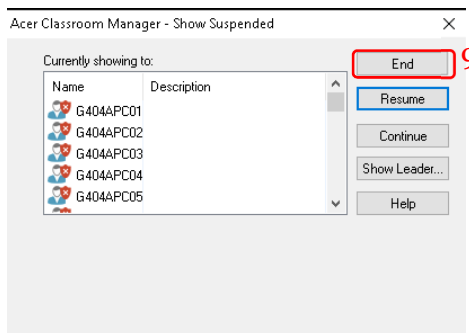 Acer Classroom Manager - Show Suspended
Currently showing to:
Name Description
G404APC01
G404APC02
G404APC03
G404APC04
G404APC05
End
9
Resume
Continue
Show Leader...
Help